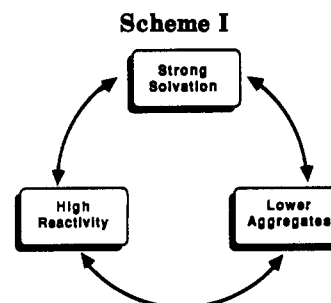 Scheme I
Strong
Solvation
High
Reactivity
Lower
Aggregates